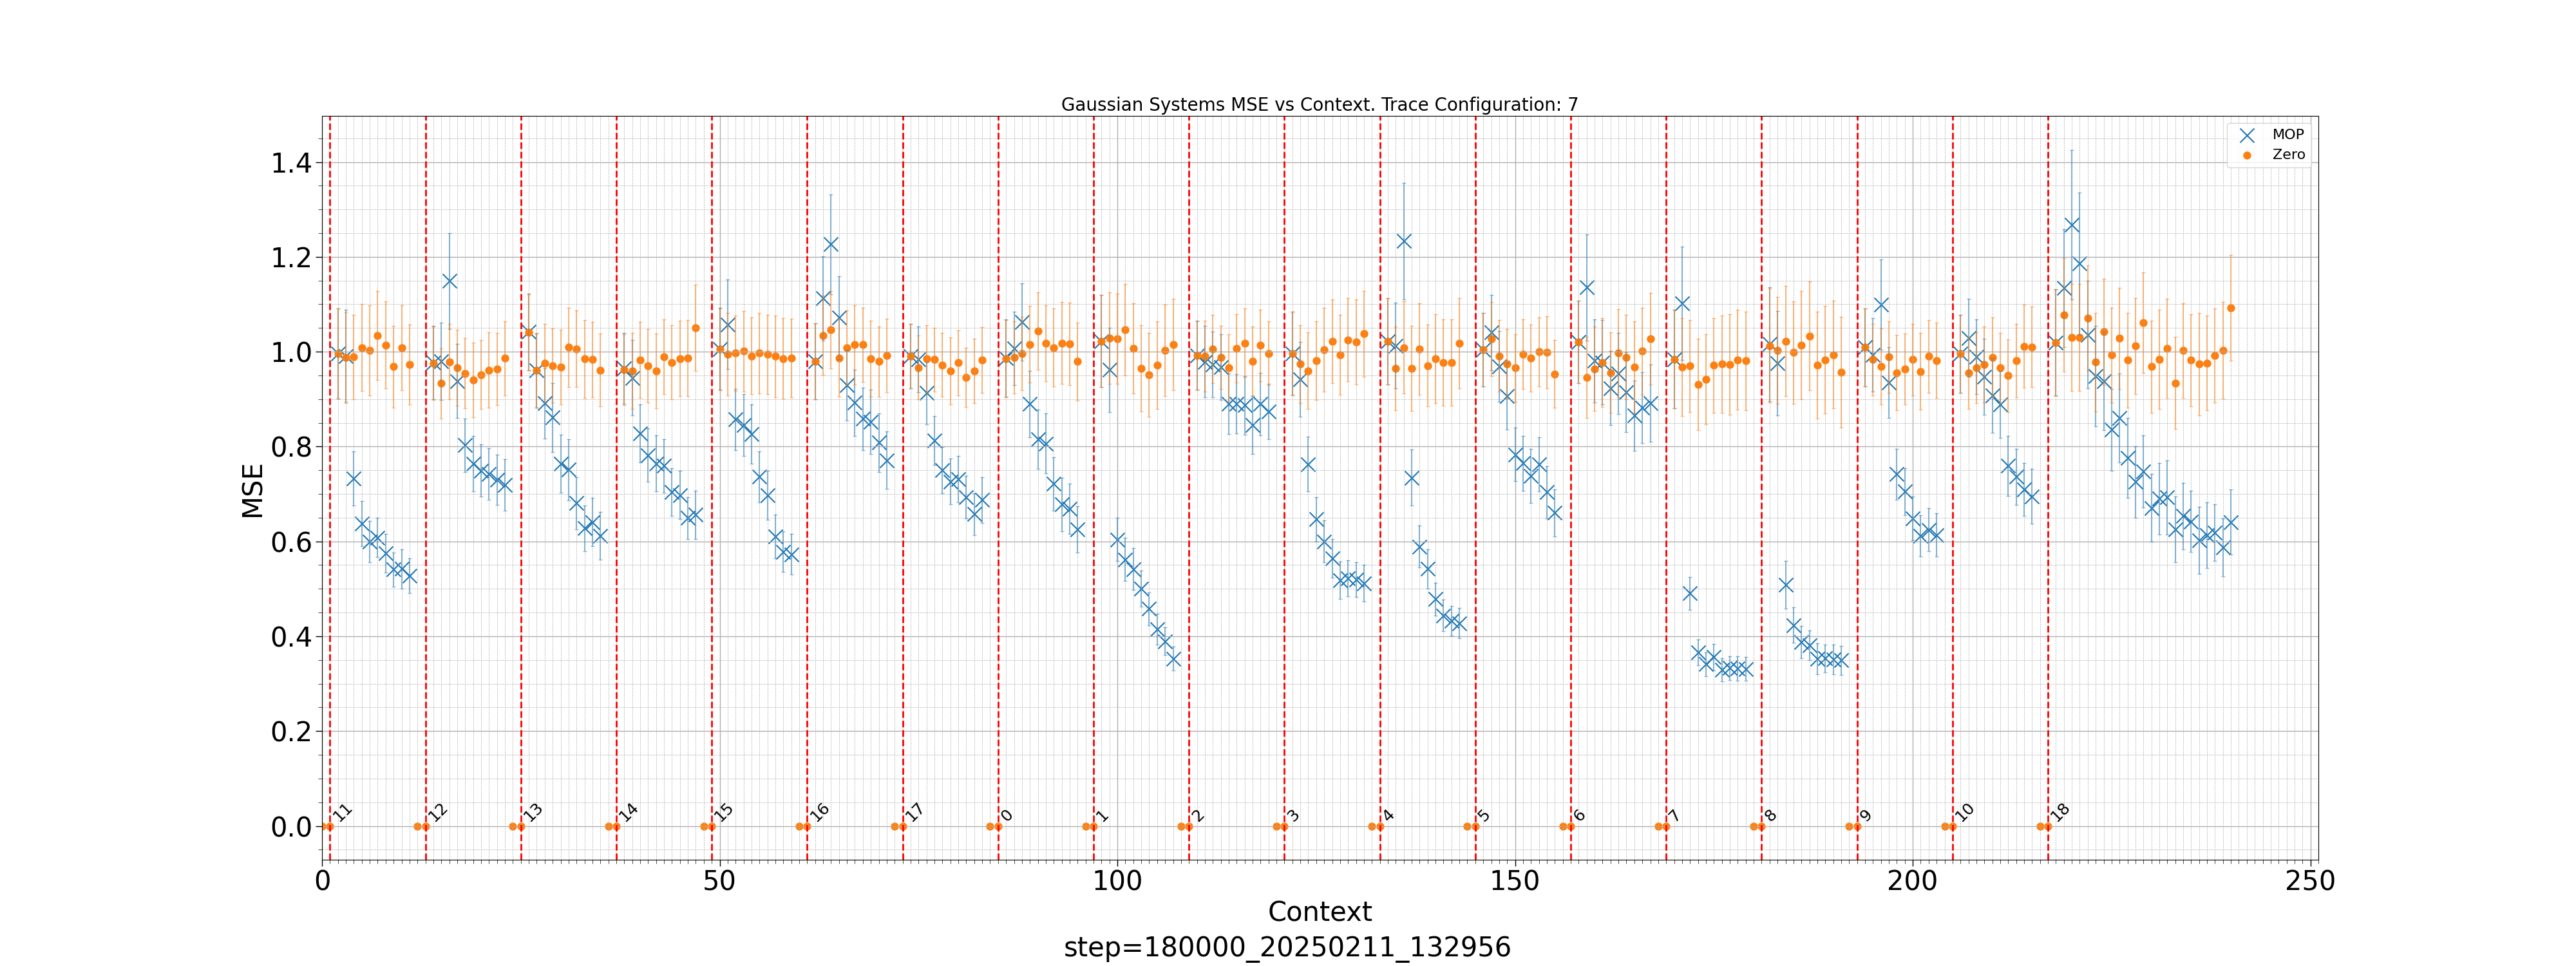 Gaussian Systems MSE vs Context. Trace Configuration: 7
MOP
Zero
MSE
1.4
1.2
1.0
0.8
0.6
0.4
0.2
0.0
11 12 13 14 15 16 17 0 1 2 3 4 5 6 7 8 9 10 18
0 50 100 150 200 250
Context
step=180000_20250211_132956